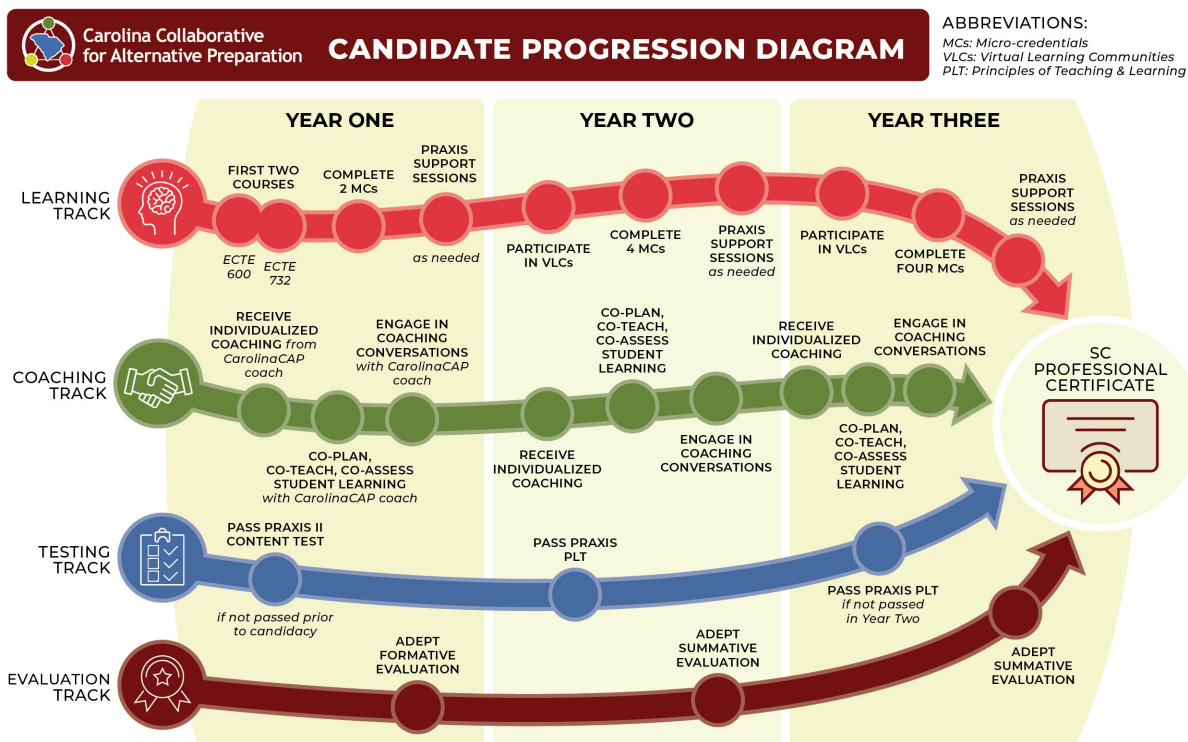 Carolina Collaborative
for Alternative Preparation
CANDIDATE PROGRESSION DIAGRAM
ABBREVIATIONS:
MCs: Micro-credentials
VLCs: Virtual Learning Communities
PLT: Principles of Teaching & Learning
YEAR ONE
YEAR TWO
YEAR THREE
LEARNING
TRACK
FIRST TWO
COURSES
ECTE
600
ECTE
732
COMPLETE
2 MCs
PRAXIS
SUPPORT
SESSIONS
as needed
PARTICIPATE
IN VLCs
COMPLETE
4 MCs
PRAXIS
SUPPORT
SESSIONS
as needed
PARTICIPATE
IN VLCs
COMPLETE
FOUR MCs
PRAXIS
SUPPORT
SESSIONS
as needed
COACHING
TRACK
RECEIVE
INDIVIDUALIZED
COACHING from
CarolinaCAP
coach
CO-PLAN,
CO-TEACH, CO-ASSESS
STUDENT LEARNING
with CarolinaCAP coach
ENGAGE IN
COACHING
CONVERSATIONS
with CarolinaCAP
coach
RECEIVE
INDIVIDUALIZED
COACHING
CO-PLAN,
CO-TEACH,
CO-ASSESS
STUDENT
LEARNING
ENGAGE IN
COACHING
CONVERSATIONS
RECEIVE
INDIVIDUALIZED
COACHING
CO-PLAN,
CO-TEACH,
CO-ASSESS
STUDENT
LEARNING
ENGAGE IN
COACHING
CONVERSATIONS
SC
PROFESSIONAL
CERTIFICATE
TESTING
TRACK
PASS PRAXIS II
CONTENT TEST
if not passed prior
to candidacy
PASS PRAXIS
PLT
PASS PRAXIS PLT
if not passed
in Year Two
EVALUATION
TRACK
ADEPT
FORMATIVE
EVALUATION
ADEPT
SUMMATIVE
EVALUATION
ADEPT
SUMMATIVE
EVALUATION